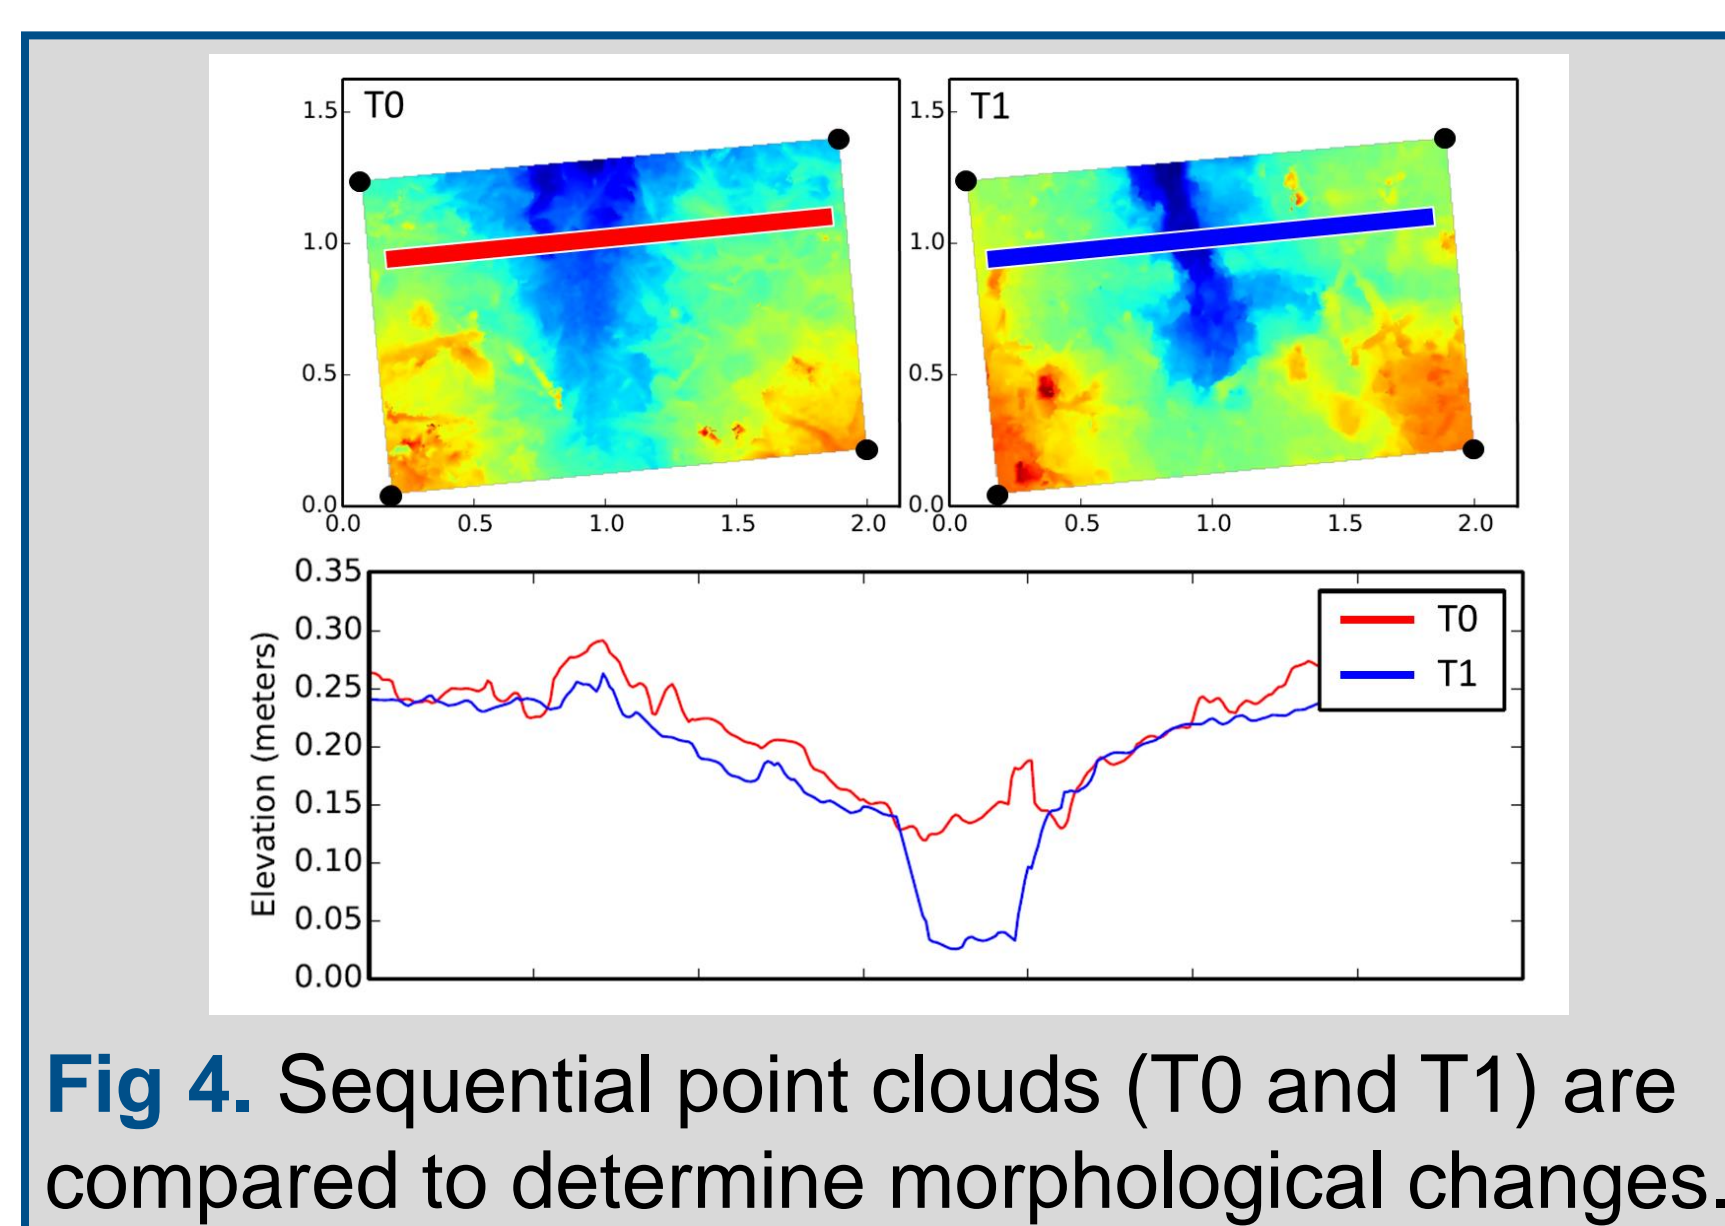 T0
T1
1.5
1.0
0.5
0.0
0.0 0.5 1.0 1.5 2.0
1.5
1.0
0.5
0.0
0.0 0.5 1.0 1.5 2.0
Elevation (meters)
0.35
0.30
0.25
0.20
0.15
0.10
0.05
0.00
T0
T1
Fig 4. Sequential point clouds (T0 and T1) are
compared to determine morphological changes.